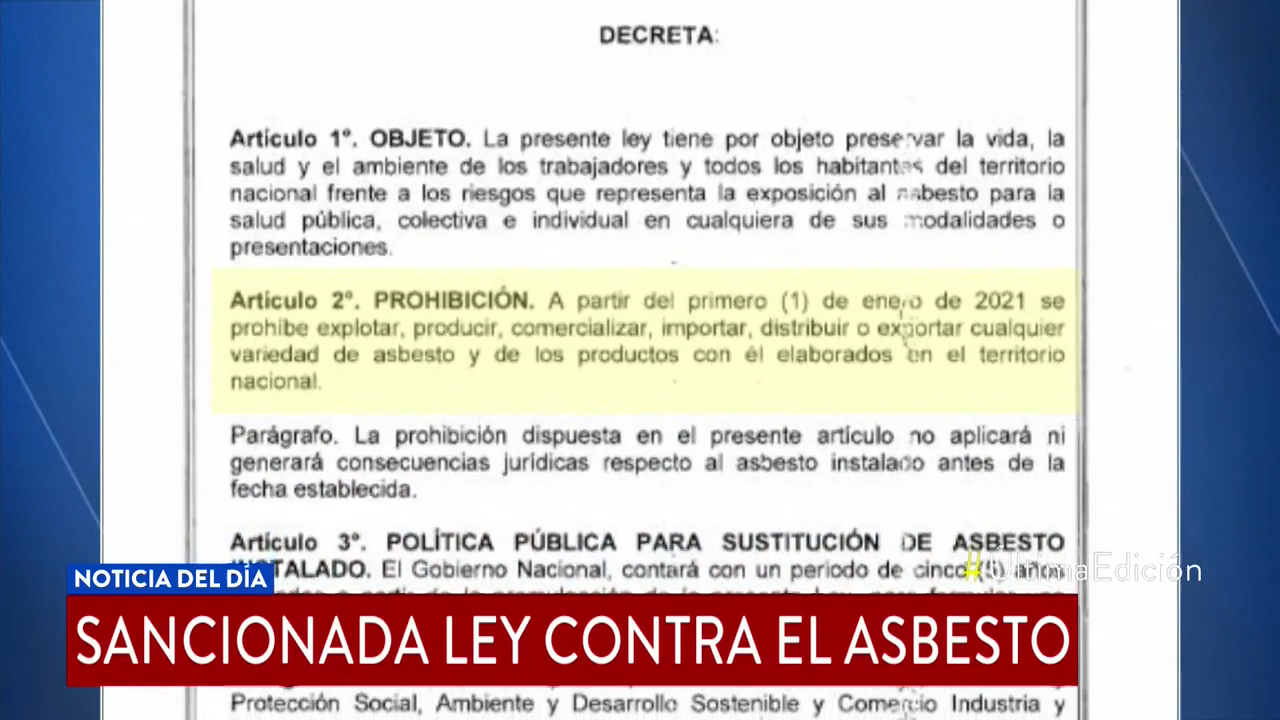 DECRETA:
Artículo 1°. OBJETO. La presente ley tiene por objeto preservar la vida, la
salud y el ambiente de los trabajadores y todos los habitantes del territorio
nacional frente a los riesgos que representa la exposición al asbesto para la
salud pública, colectiva e individual en cualquiera de sus modalidades o
presentaciones.
Artículo 2°. PROHIBICIÓN. A partir del primero (1) de enero de 2021 se
prohíbe explotar, producir, comercializar, importar, distribuir o exportar cualquier
variedad de asbesto y de los productos con él elaborados en el territorio
nacional.
Parágrafo. La prohibición dispuesta en el presente artículo no aplicará ni
generará consecuencias jurídicas respecto al asbesto instalado antes de la
fecha establecida.
Artículo 3°. POLÍTICA PÚBLICA PARA SUSTITUCIÓN DE ASBESTO
INSTALADO. El Gobierno Nacional, contará con un periodo de cinco
#ÚltimaEdición
NOTICIA DEL DÍA
SANCIONADA LEY CONTRA EL ASBESTO
Protección Social, Ambiente y Desarrollo Sostenible y Comercio Industria y